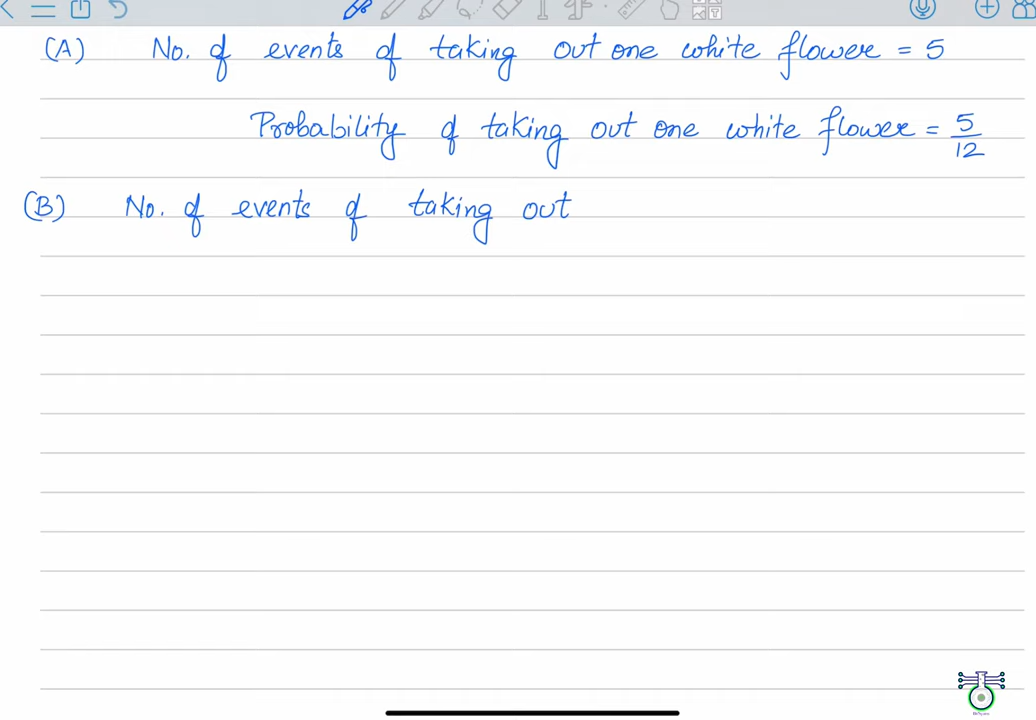 (A) No. of events of taking out one white flower = 5
Probability of taking out one white flower = 5/12
(B) No. of events of taking out